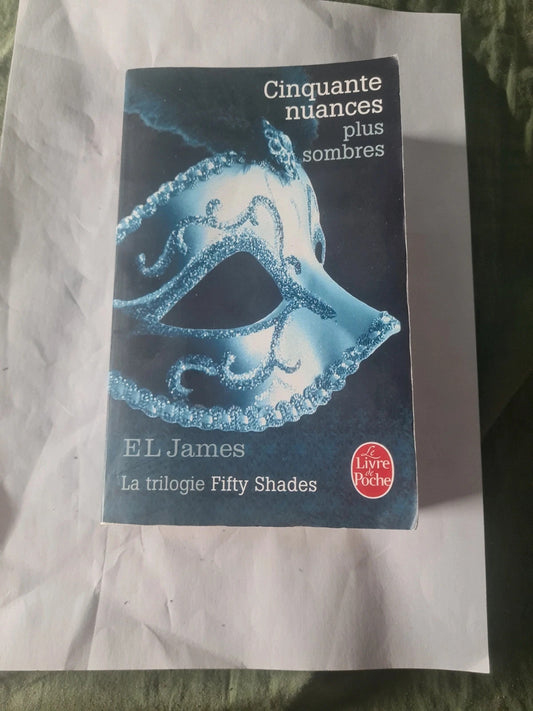 Cinquante
nuances
plus
sombres
E L James
La trilogie Fifty Shades
Le
Livre
de
Poche